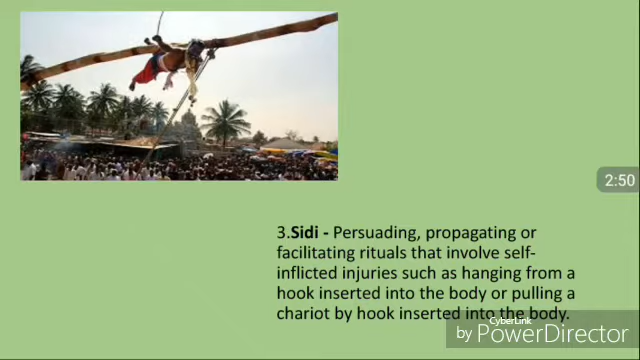 2:50
3.Sidi - Persuading, propagating or
facilitating rituals that involve self-
inflicted injuries such as hanging from a
hook inserted into the body or pulling a
chariot by hook inserted into the body.
CyberLink
by PowerDirector